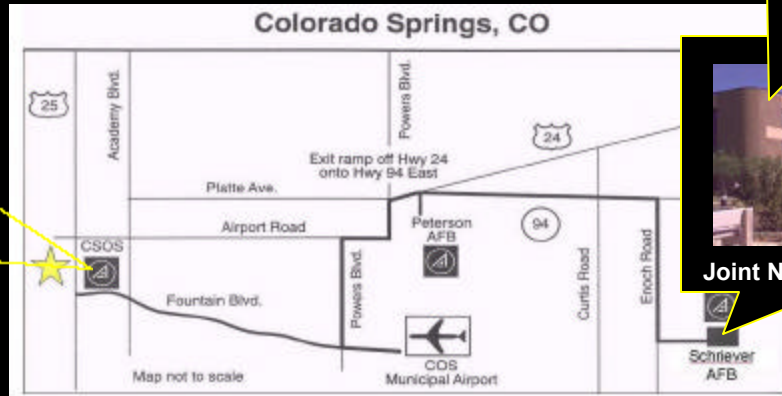 Colorado Springs, CO
25
Academy Blvd.
Powers Blvd.
24
Exit ramp off Hwy 24
onto Hwy 94 East
Platte Ave.
Airport Road
Peterson
AFB
94
CSOS
Fountain Blvd.
Powers Blvd.
Curtis Road
Enoch Road
Joint N
COS
Municipal Airport
Map not to scale
Schriever
AFB